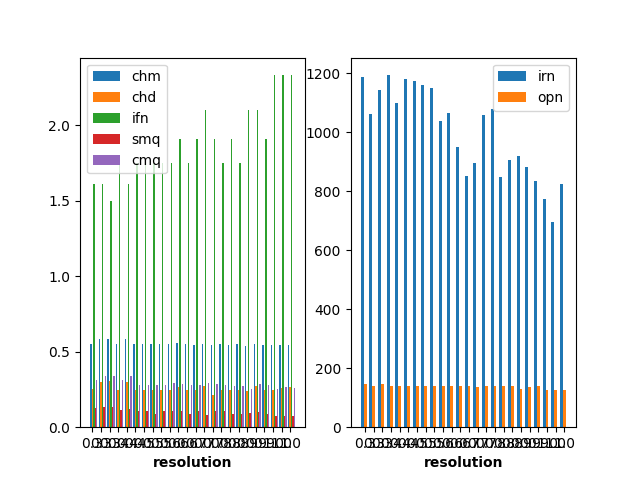 chm
chd
ifn
smq
cmq
2.0
1.5
1.0
0.5
0.0
resolution
irn
opn
1200
1000
800
600
400
200
0
resolution